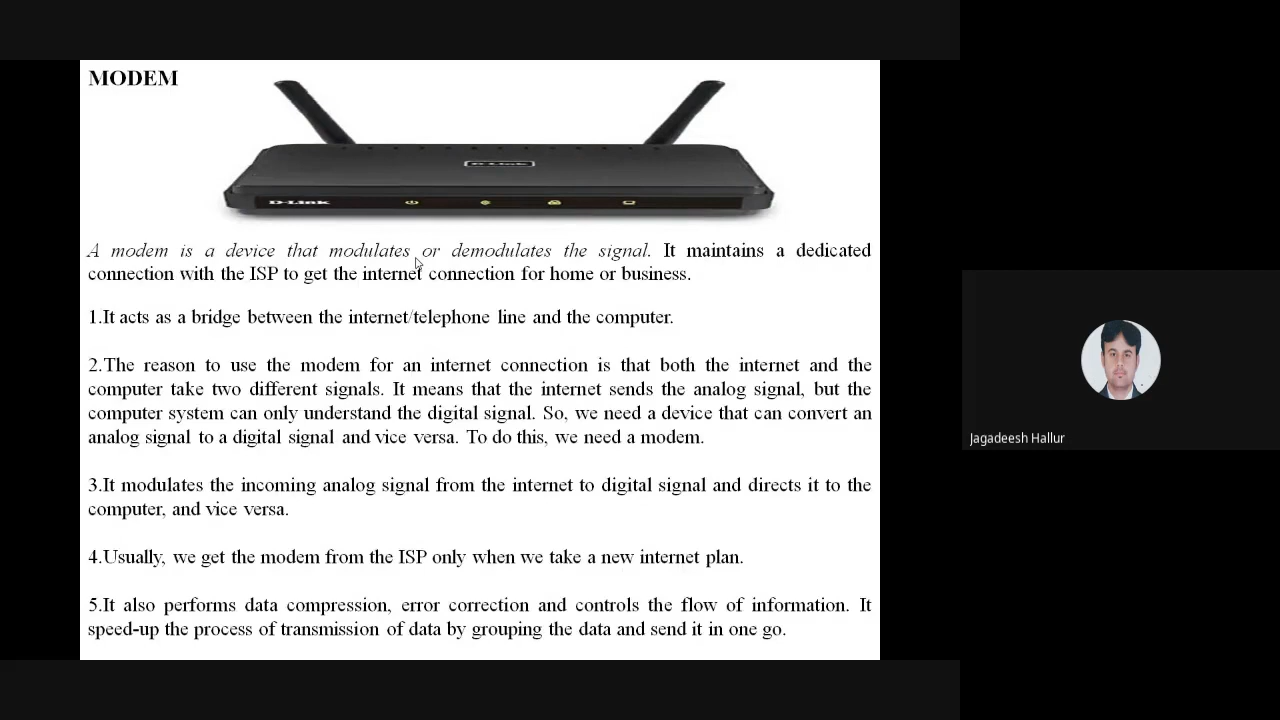 MODEM
D-Link
D-Link
A modem is a device that modulates or demodulates the signal. It maintains a dedicated
connection with the ISP to get the internet connection for home or business.
1.It acts as a bridge between the internet/telephone line and the computer.
2.The reason to use the modem for an internet connection is that both the internet and the
computer take two different signals. It means that the internet sends the analog signal, but the
computer system can only understand the digital signal. So, we need a device that can convert an
analog signal to a digital signal and vice versa. To do this, we need a modem.
3.It modulates the incoming analog signal from the internet to digital signal and directs it to the
computer, and vice versa.
4.Usually, we get the modem from the ISP only when we take a new internet plan.
5.It also performs data compression, error correction and controls the flow of information. It
speed-up the process of transmission of data by grouping the data and send it in one go.
Jagadeesh Hallur